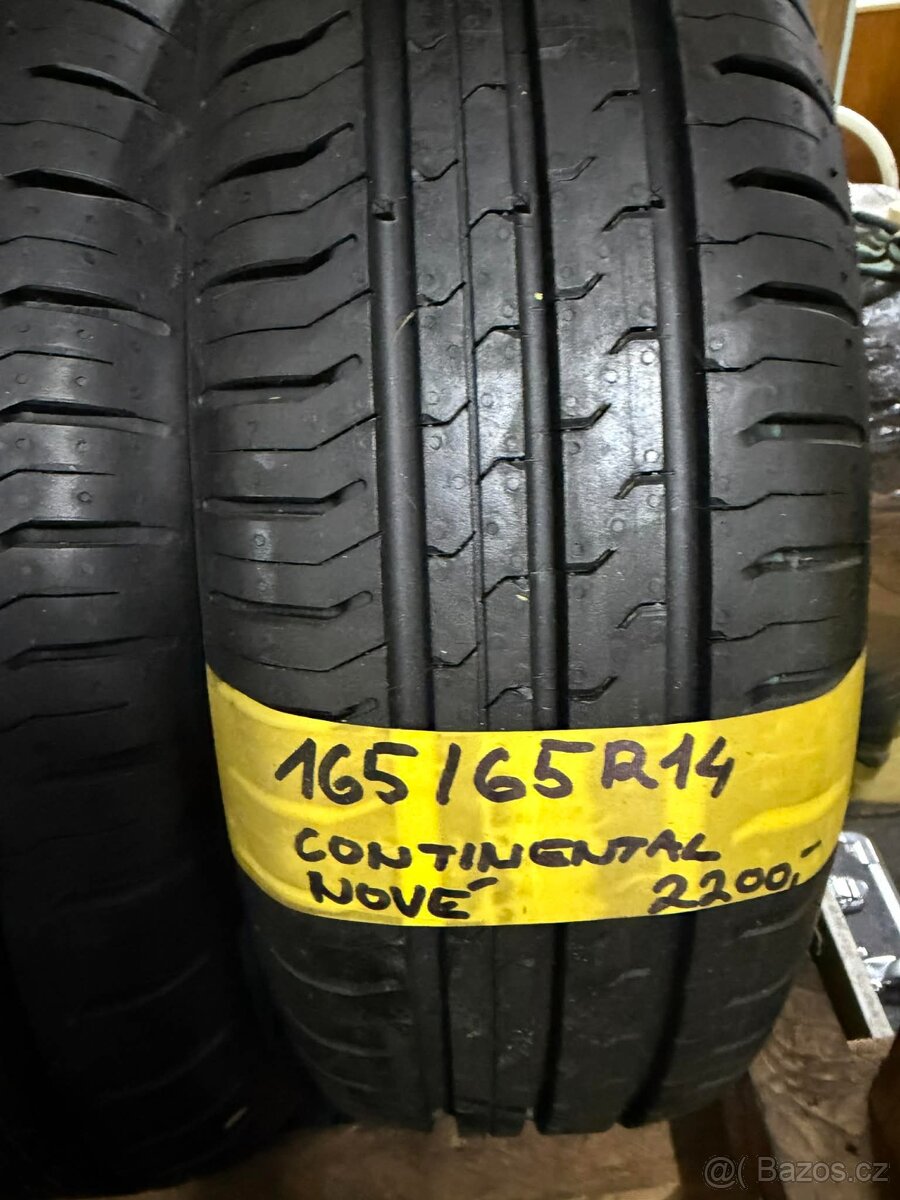 165/65R14
CONTINENTAL
NOVÉ 2200,-
@( Bazos.cz